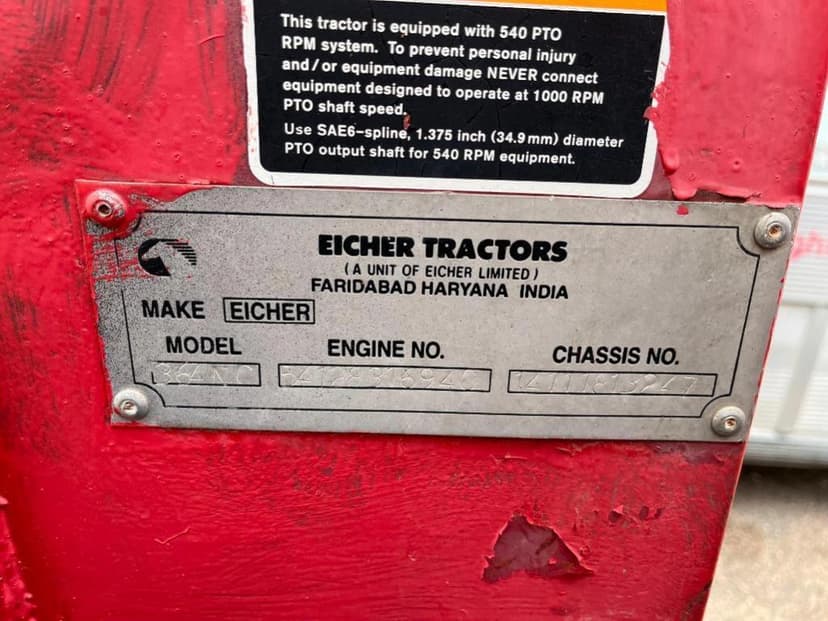 This tractor is equipped with 540 PTO
RPM system. To prevent personal injury
and/or equipment damage NEVER connect
equipment designed to operate at 1000 RPM
PTO shaft speed.
Use SAE6-spline, 1.375 inch (34.9mm) diameter
PTO output shaft for 540 RPM equipment.
EICHER TRACTORS
(A UNIT OF EICHER LIMITED)
FARIDABAD HARYANA INDIA
MAKE EICHER
MODEL ENGINE NO. CHASSIS NO.
364NC